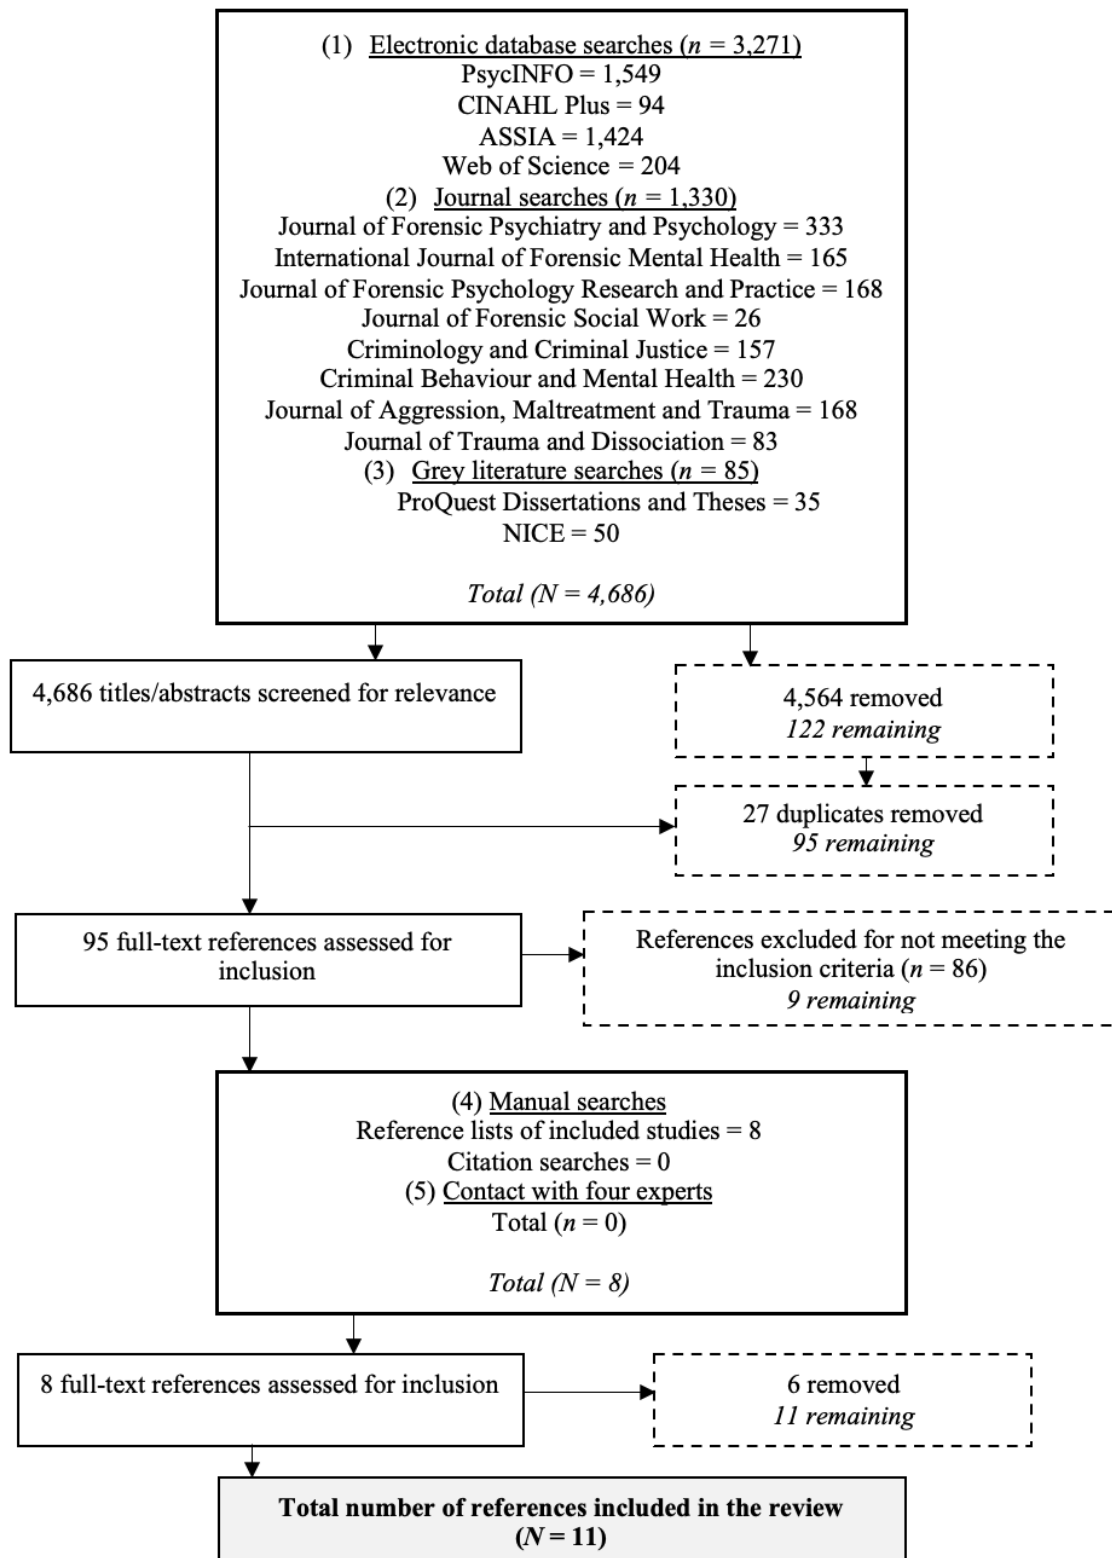 (1) Electronic database searches (n = 3,271)
PsycINFO = 1,549
CINAHL Plus = 94
ASSIA = 1,424
Web of Science = 204
(2) Journal searches (n = 1,330)
Journal of Forensic Psychiatry and Psychology = 333
International Journal of Forensic Mental Health = 165
Journal of Forensic Psychology Research and Practice = 168
Journal of Forensic Social Work = 26
Criminology and Criminal Justice = 157
Criminal Behaviour and Mental Health = 230
Journal of Aggression, Maltreatment and Trauma = 168
Journal of Trauma and Dissociation = 83
(3) Grey literature searches (n = 85)
ProQuest Dissertations and Theses = 35
NICE = 50
Total (N = 4,686)
4,686 titles/abstracts screened for relevance
4,564 removed
122 remaining
27 duplicates removed
95 remaining
95 full-text references assessed for
inclusion
References excluded for not meeting the
inclusion criteria (n = 86)
9 remaining
(4) Manual searches
Reference lists of included studies = 8
Citation searches = 0
(5) Contact with four experts
Total (n = 0)
Total (N = 8)
8 full-text references assessed for inclusion
6 removed
11 remaining
Total number of references included in the review
(N = 11)